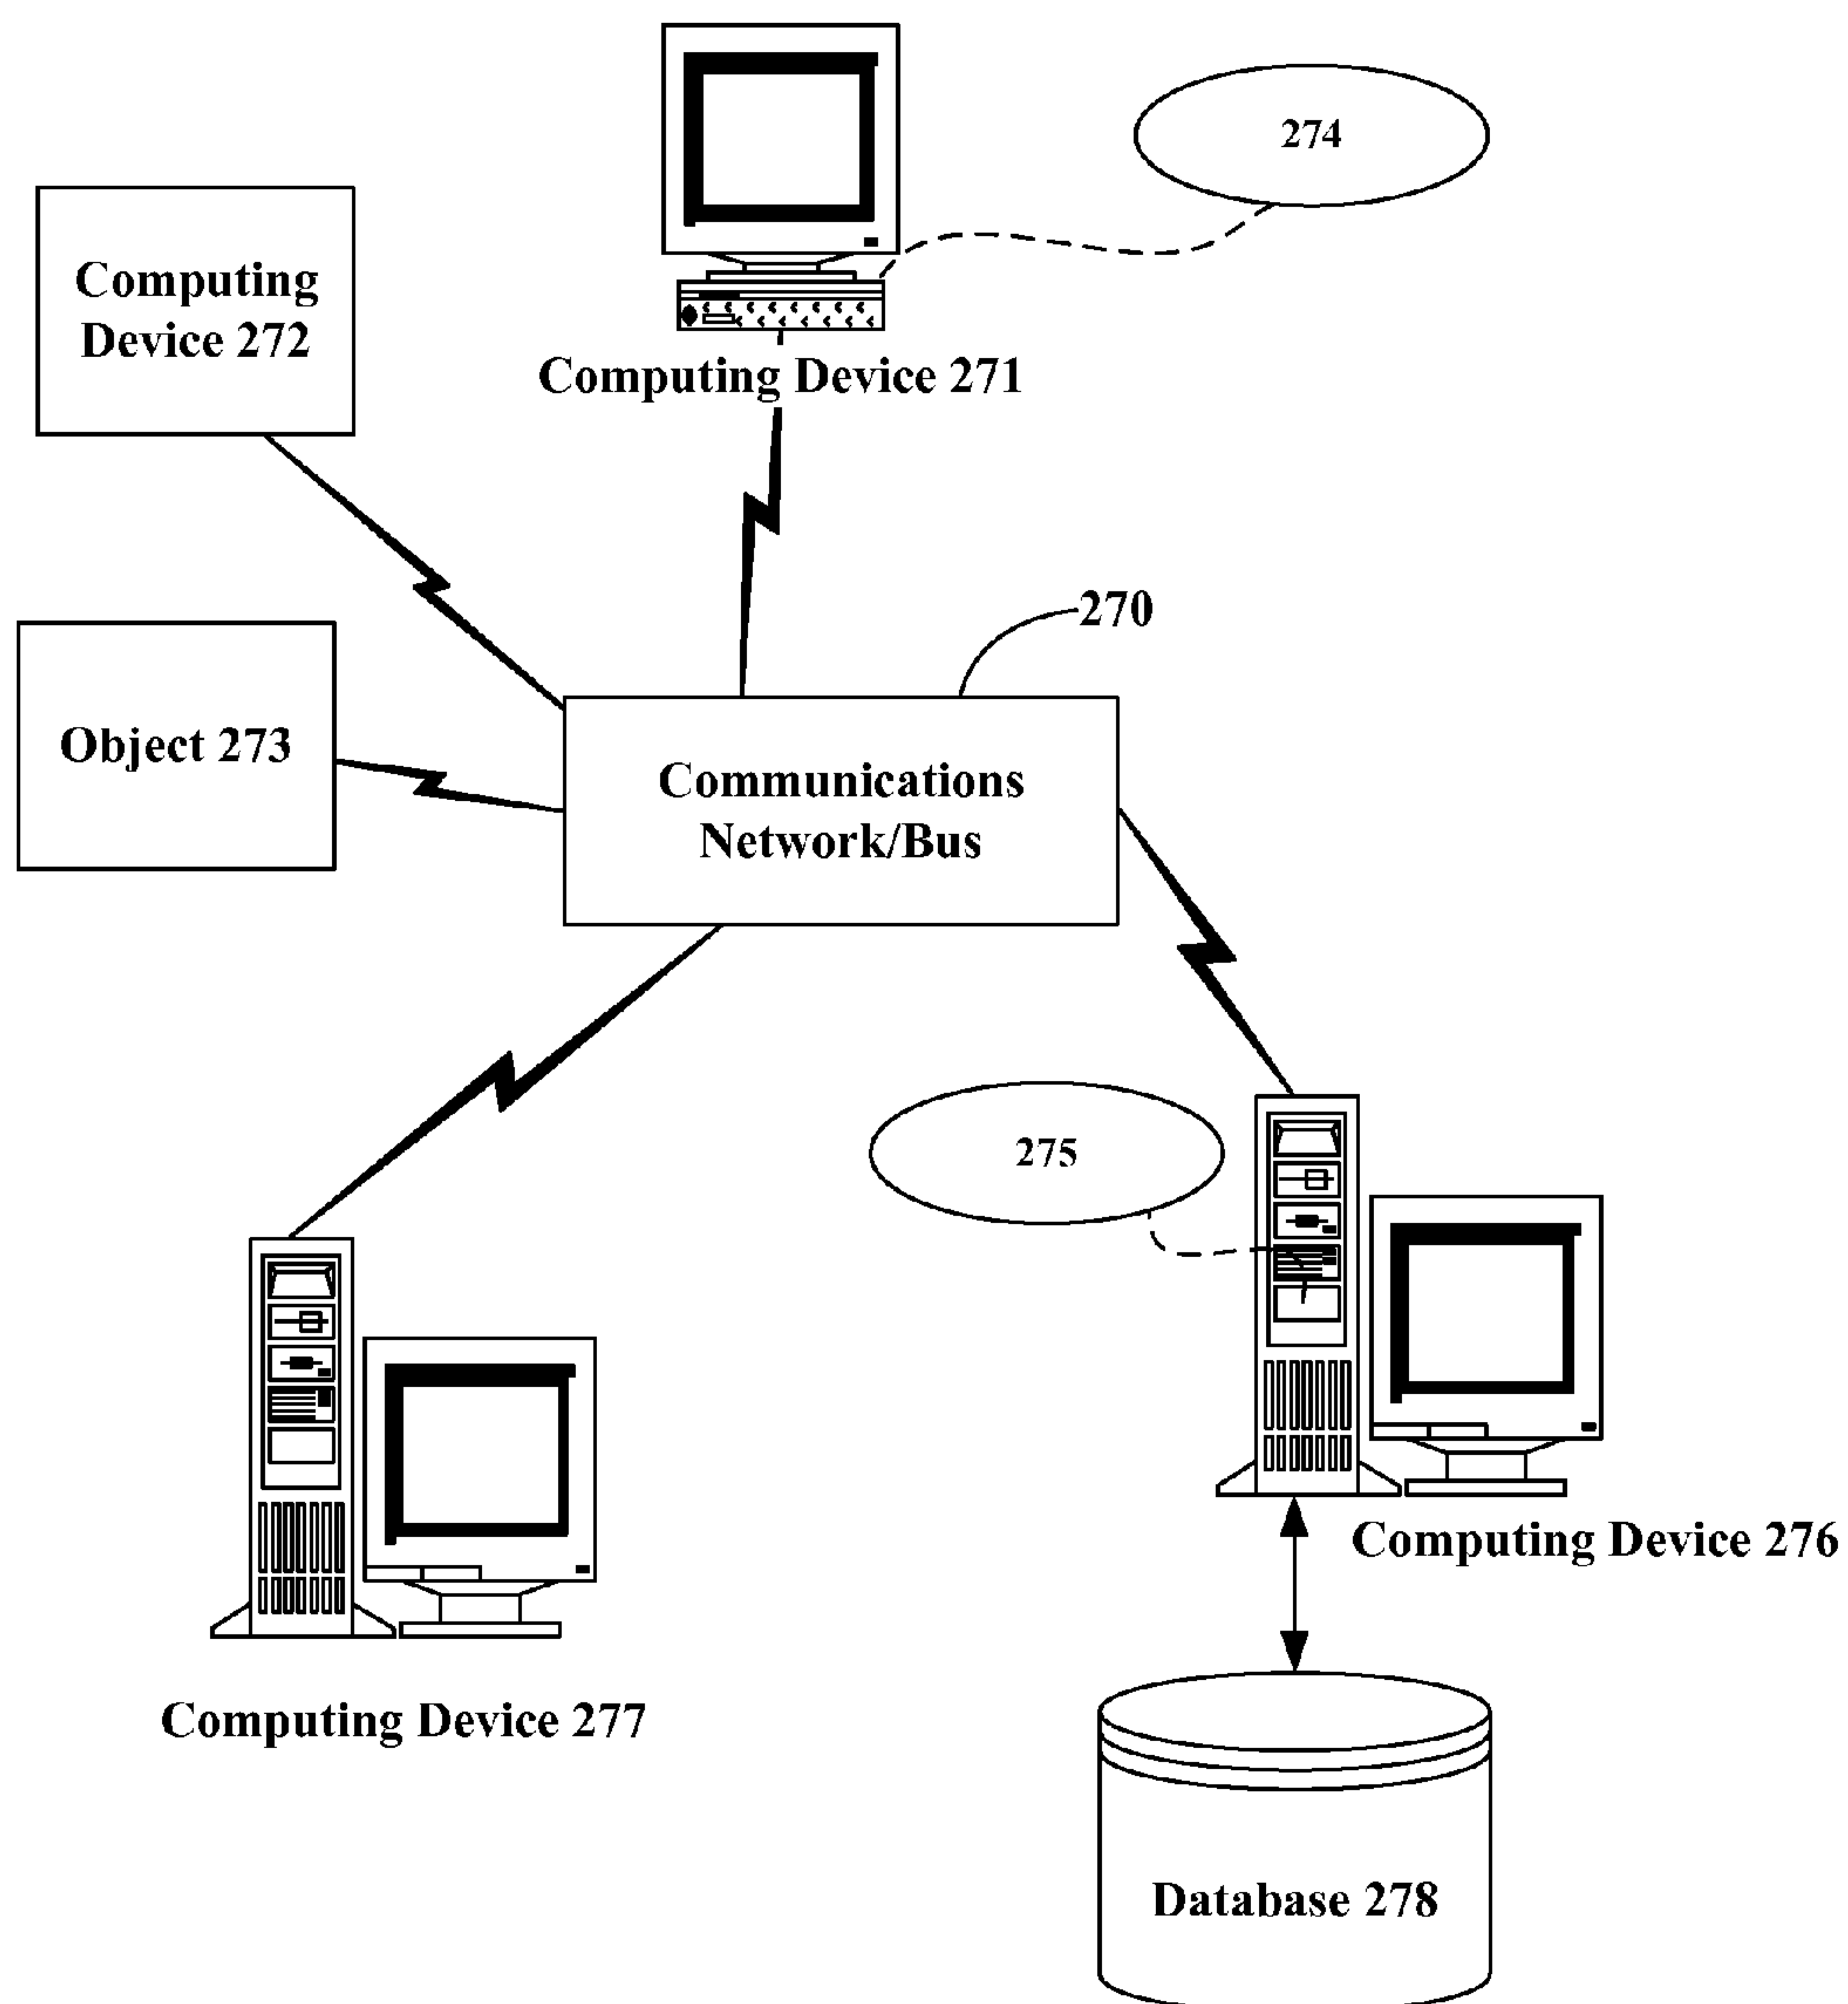 274
Computing
Device 272
Computing Device 271
270
Object 273
Communications
Network/Bus
275
Computing Device 276
Computing Device 277
Database 278